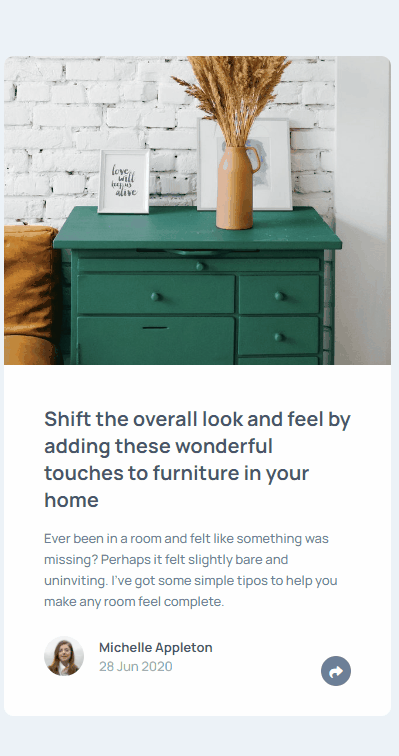 love
will
keep us
alive
Shift the overall look and feel by
adding these wonderful
touches to furniture in your
home
Ever been in a room and felt like something was
missing? Perhaps it felt slightly bare and
uninviting. I've got some simple tipos to help you
make any room feel complete.
Michelle Appleton
28 Jun 2020